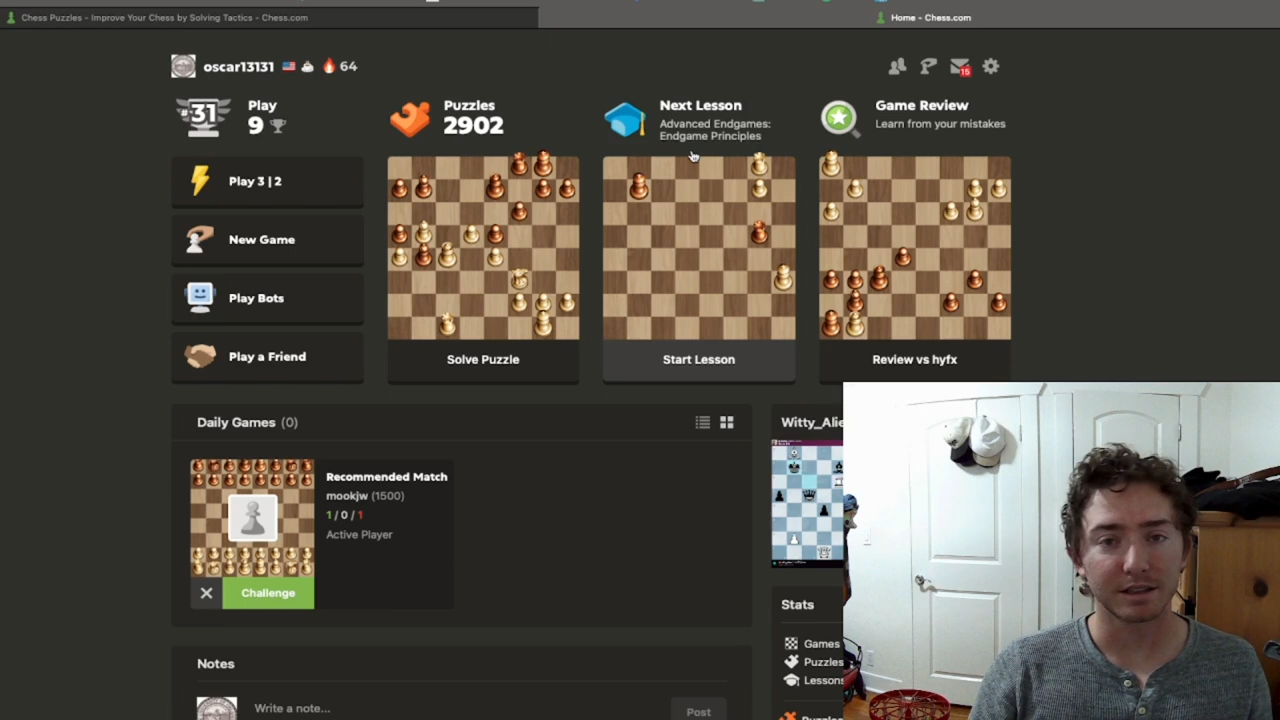 Chess Puzzles - Improve Your Chess by Solving Tactics - Chess.com
Home - Chess.com
oscar13131
64
15
#31
Play
9
Puzzles
2902
Next Lesson
Advanced Endgames:
Endgame Principles
Game Review
Learn from your mistakes
Play 3 | 2
New Game
Play Bots
Play a Friend
Solve Puzzle
Start Lesson
Review vs hyfx
Daily Games (0)
Recommended Match
mookjw (1500)
1 / 0 / 1
Active Player
Challenge
Witty_Alie
Stats
Games
Puzzles
Lessons
Notes
Write a note...
Post